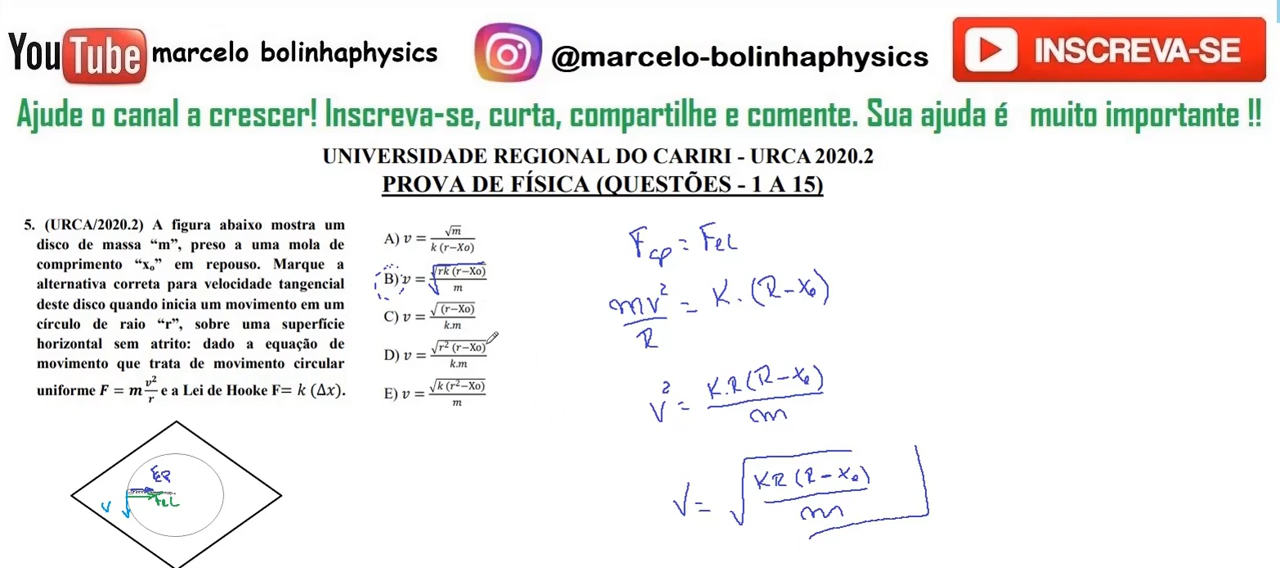 YouTube marcelo bolinhaphysics @marcelo-bolinhaphysics INSCREVA-SE
Ajude o canal a crescer! Inscreva-se, curta, compartilhe e comente. Sua ajuda é muito importante !!
UNIVERSIDADE REGIONAL DO CARIRI - URCA 2020.2
PROVA DE FÍSICA (QUESTÕES - 1 A 15)
5. (URCA/2020.2) A figura abaixo mostra um
disco de massa “m”, preso a uma mola de
comprimento “xₒ” em repouso. Marque a
alternativa correta para velocidade tangencial
deste disco quando inicia um movimento em um
círculo de raio “r”, sobre uma superfície
horizontal sem atrito: dado a equação de
movimento que trata de movimento circular
uniforme F = m v²/r e a Lei de Hooke F= k (Δx).
A) v = √m / k (r−Xo)
B) v = √rk (r−Xo) / m
C) v = √(r−Xo) / k.m
D) v = √r² (r−Xo) / k.m
E) v = √k (r²−Xo) / m
Fcp = FeL
mv²/R = K.(R-x₀)
v² = K.R(R-x₀)/m
V = √KR(R-x₀)/m
Fcp
FeL
V